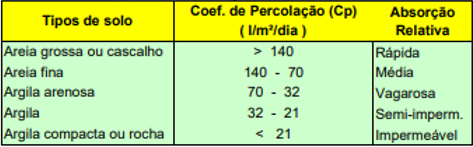 Tipos de solo Coef. de Percolação (Cp) Absorção
( l/m²/dia ) Relativa
Areia grossa ou cascalho > 140 Rápida
Areia fina 140 - 70 Média
Argila arenosa 70 - 32 Vagarosa
Argila 32 - 21 Semi-imperm.
Argila compacta ou rocha < 21 Impermeável